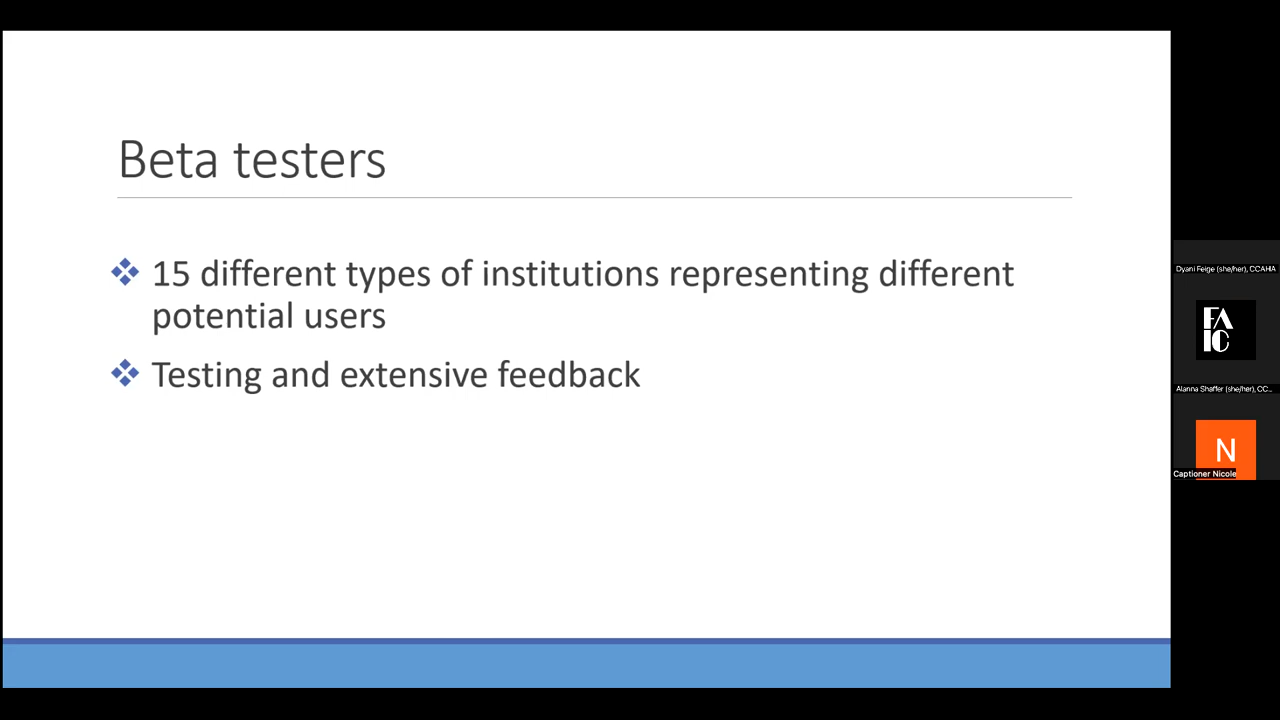 Beta testers
❖ 15 different types of institutions representing different
potential users
❖ Testing and extensive feedback
Dyani Feige (she/her), CCAHA
FA
IC
Alanna Shaffer (she/her), CC...
N
Captioner Nicole